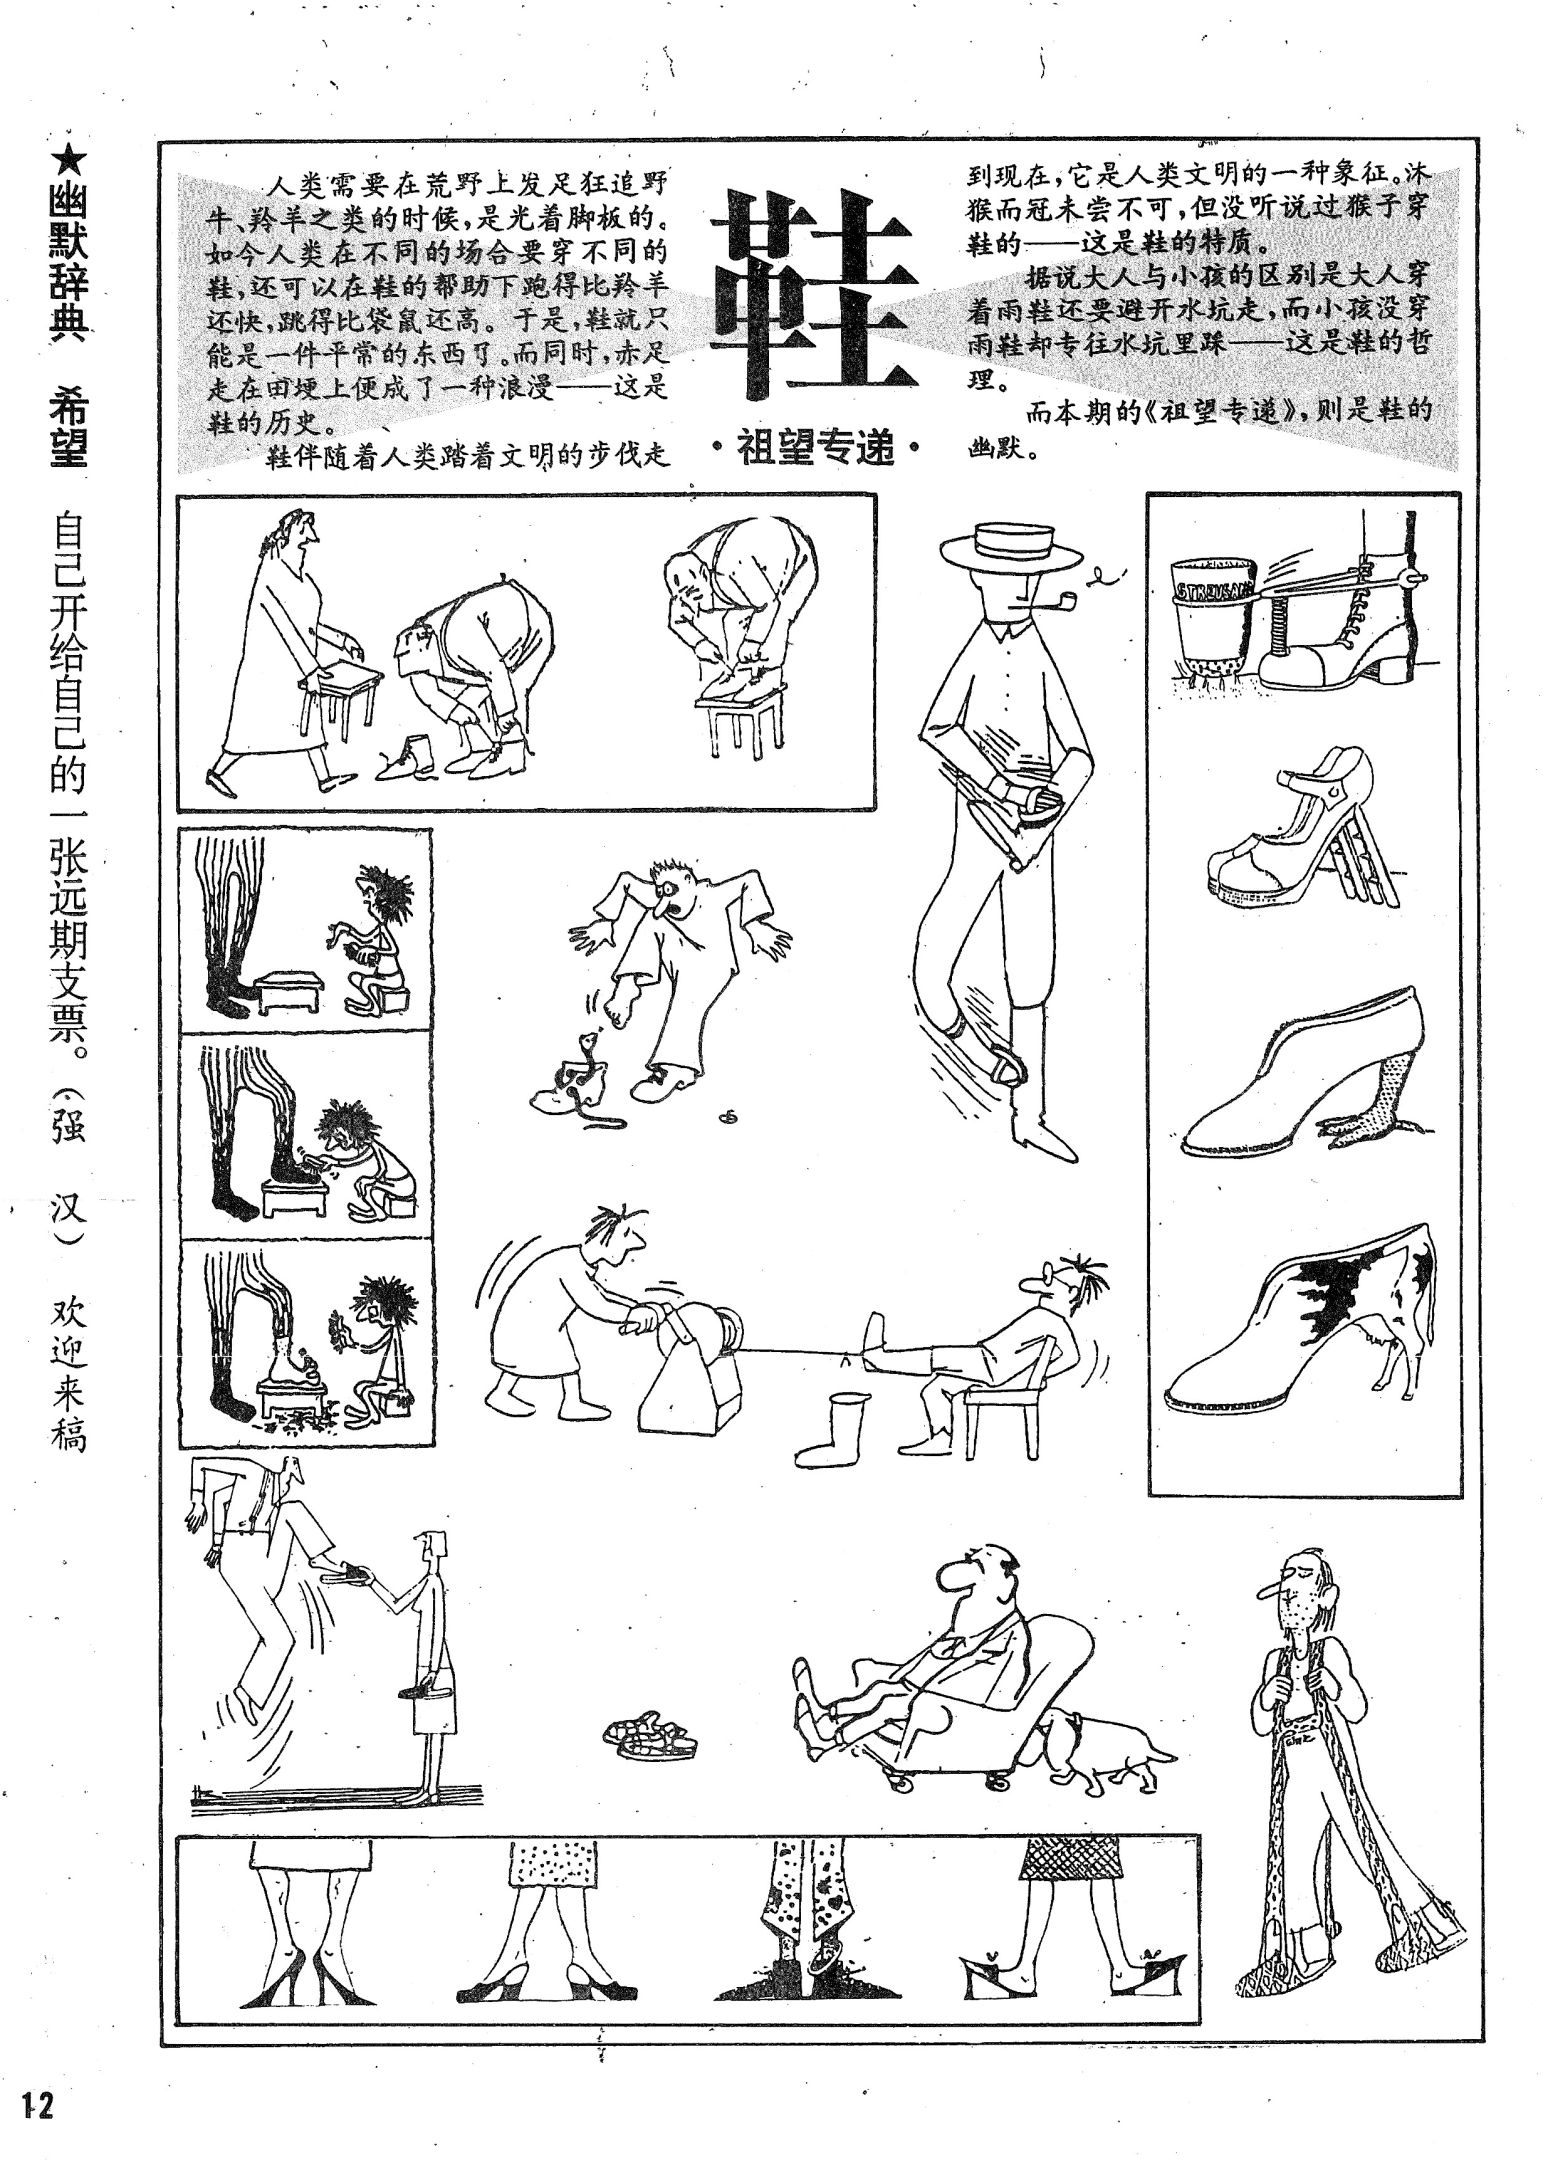 ★幽默辞典 希望 自己开给自己的一张远期支票。(强 汉) 欢迎来稿
人类需要在荒野上发足狂追野
牛、羚羊之类的时候,是光着脚板的。
如今人类在不同的场合要穿不同的
鞋,还可以在鞋的帮助下跑得比羚羊
还快,跳得比袋鼠还高。于是,鞋就只
能是一件平常的东西了。而同时,赤足
走在田埂上便成了一种浪漫——这是
鞋的历史。
鞋伴随着人类踏着文明的步伐走
鞋
·祖望专递·
到现在,它是人类文明的一种象征。沐
猴而冠未尝不可,但没听说过猴子穿
鞋的——这是鞋的特质。
据说大人与小孩的区别是大人穿
着雨鞋还要避开水坑走,而小孩没穿
雨鞋却专往水坑里踩——这是鞋的哲
理。
而本期的《祖望专递》,则是鞋的
幽默。
12